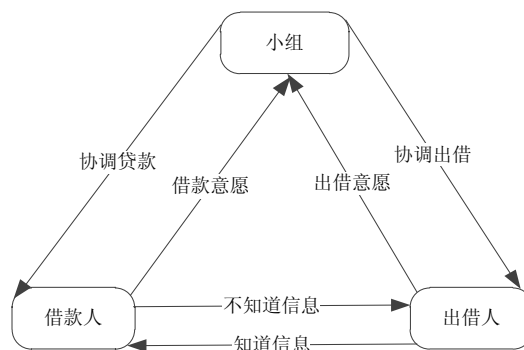 小组
协调贷款
借款意愿
出借意愿
协调出借
借款人
不知道信息
出借人
知道信息